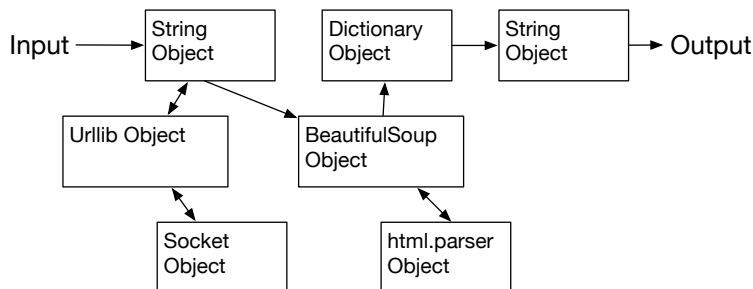 Input
String
Object
Dictionary
Object
String
Object
Output
Urllib Object
BeautifulSoup
Object
Socket
Object
html.parser
Object